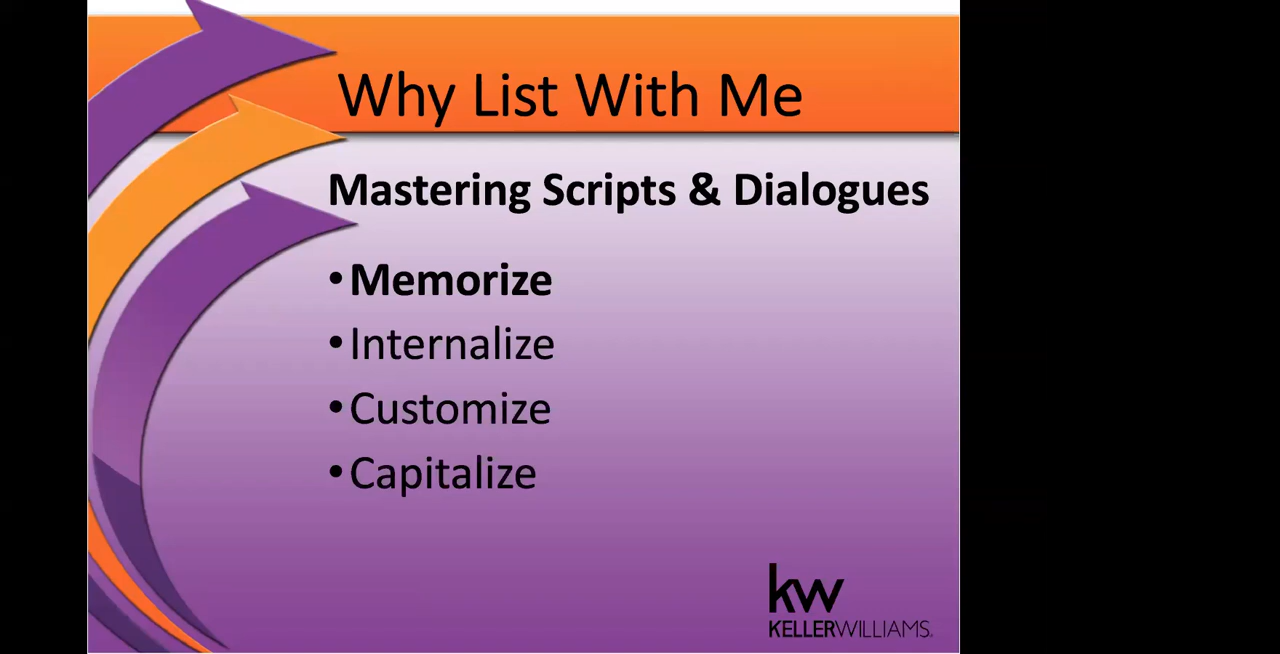 Why List With Me
Mastering Scripts & Dialogues
•Memorize
•Internalize
•Customize
•Capitalize
kw
KELLERWILLIAMS.